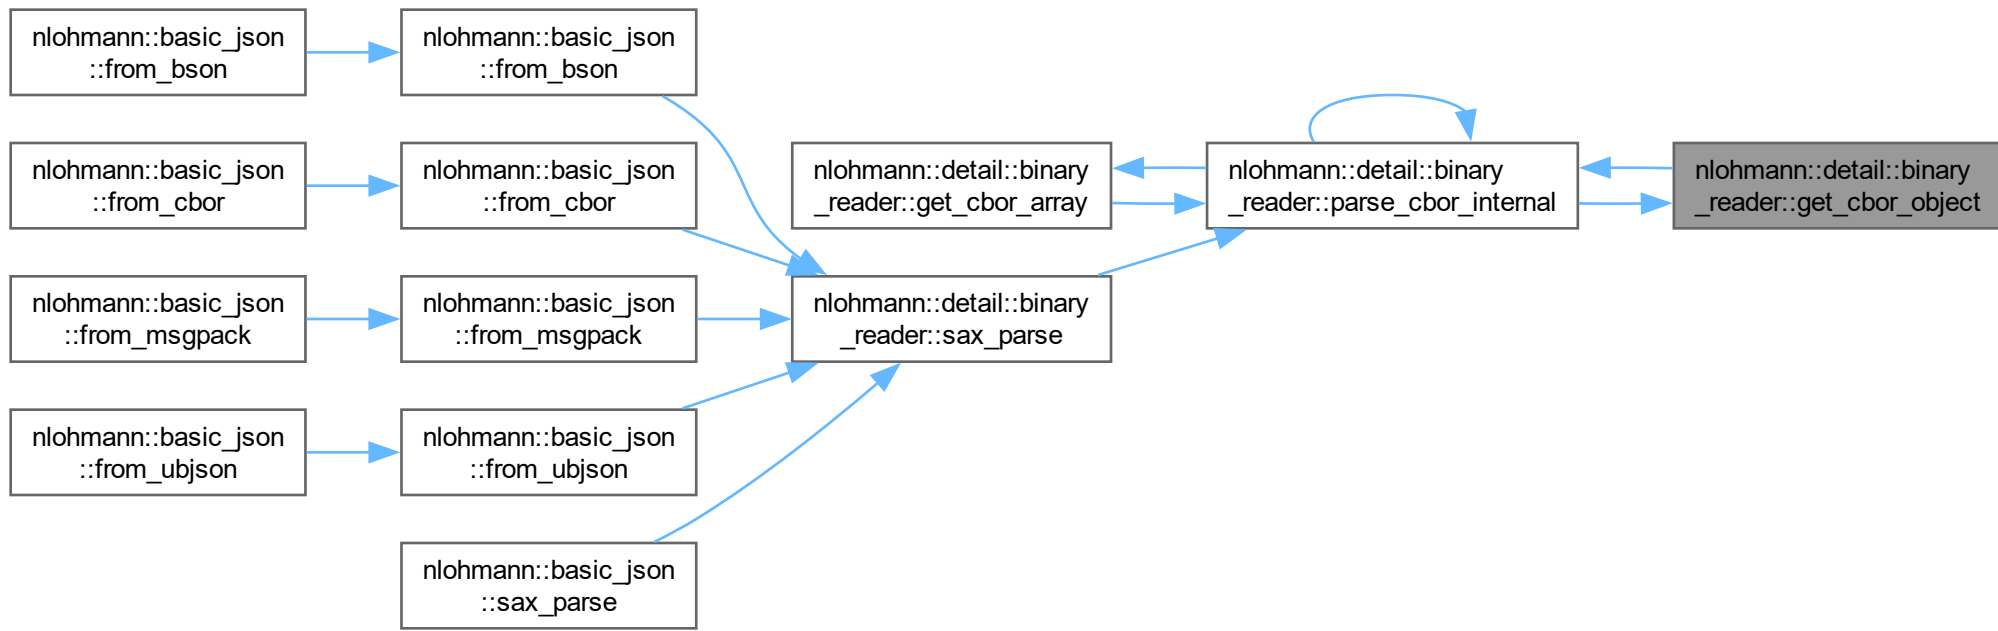 nlohmann::basic_json
::from_bson
nlohmann::basic_json
::from_bson
nlohmann::basic_json
::from_cbor
nlohmann::basic_json
::from_cbor
nlohmann::detail::binary
_reader::get_cbor_array
nlohmann::detail::binary
_reader::parse_cbor_internal
nlohmann::detail::binary
_reader::get_cbor_object
nlohmann::basic_json
::from_msgpack
nlohmann::basic_json
::from_msgpack
nlohmann::detail::binary
_reader::sax_parse
nlohmann::basic_json
::from_ubjson
nlohmann::basic_json
::from_ubjson
nlohmann::basic_json
::sax_parse